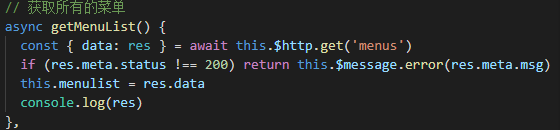 // 获取所有的菜单
async getMenuList() {
const { data: res } = await this.$http.get('menus')
if (res.meta.status !== 200) return this.$message.error(res.meta.msg)
this.menulist = res.data
console.log(res)
},